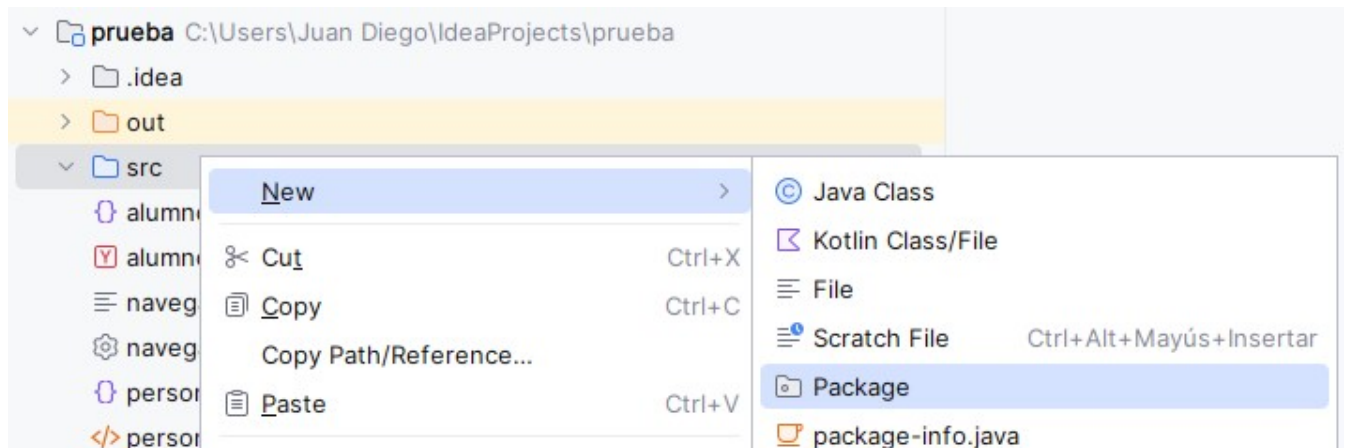 prueba C:\Users\Juan Diego\IdeaProjects\prueba
.idea
out
src
New
Java Class
Kotlin Class/File
Cut Ctrl+X
File
Copy Ctrl+C
Scratch File Ctrl+Alt+Mayús+Insertar
Copy Path/Reference...
Package
Paste Ctrl+V
package-info.java